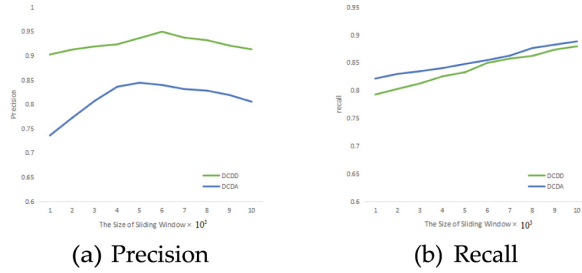 1
0.95
0.9
0.85
0.8
0.75
0.7
0.65
0.6
Precision
DCDD
DCDA
1 2 3 4 5 6 7 8 9 10
The Size of Sliding Window × 10³
(a) Precision
0.95
0.9
0.85
0.8
0.75
0.7
0.65
0.6
recall
DCDD
DCDA
1 2 3 4 5 6 7 8 9 10
The Size of Sliding Window × 10³
(b) Recall